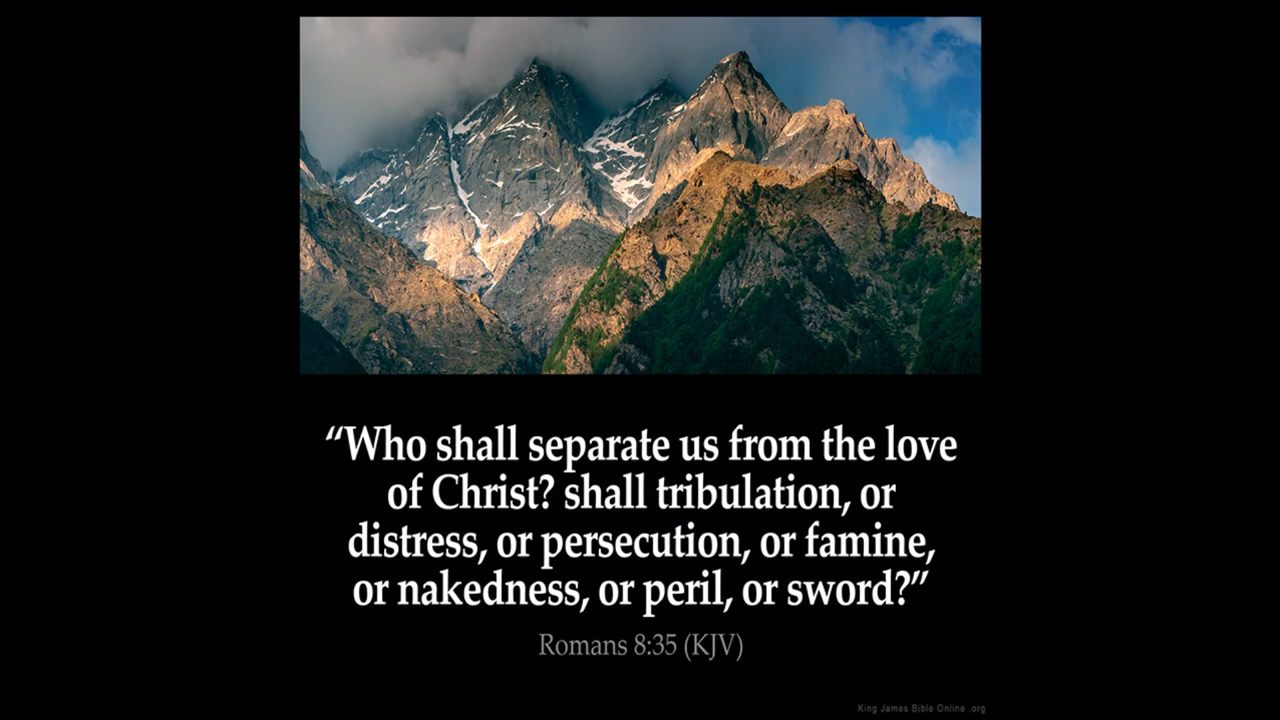 “Who shall separate us from the love
of Christ? shall tribulation, or
distress, or persecution, or famine,
or nakedness, or peril, or sword?”
Romans 8:35 (KJV)
King James Bible Online .org